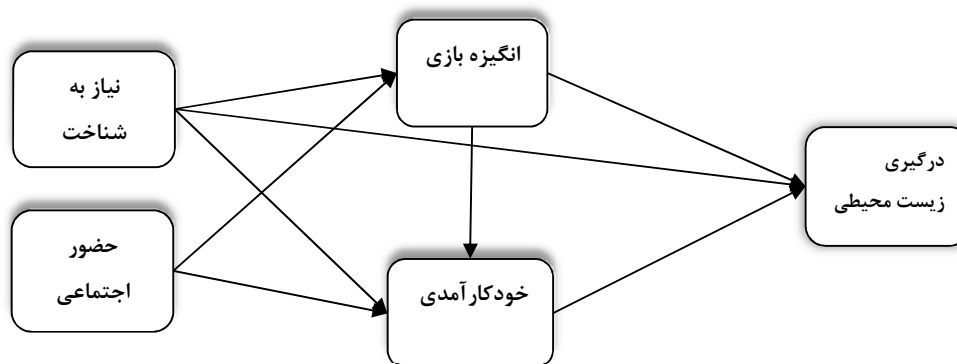 انگیزه بازی
نیاز به
شناخت
درگیری
زیست محیطی
حضور
اجتماعی
خودکارآمدی